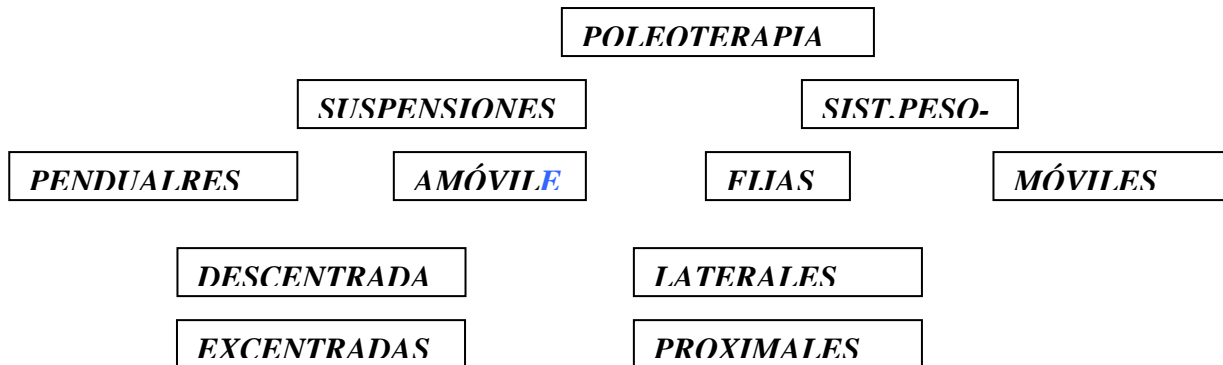 POLEOTERAPIA
SUSPENSIONES
SIST.PESO-
PENDUALRES
AMÓVILE
FIJAS
MÓVILES
DESCENTRADA
LATERALES
EXCENTRADAS
PROXIMALES